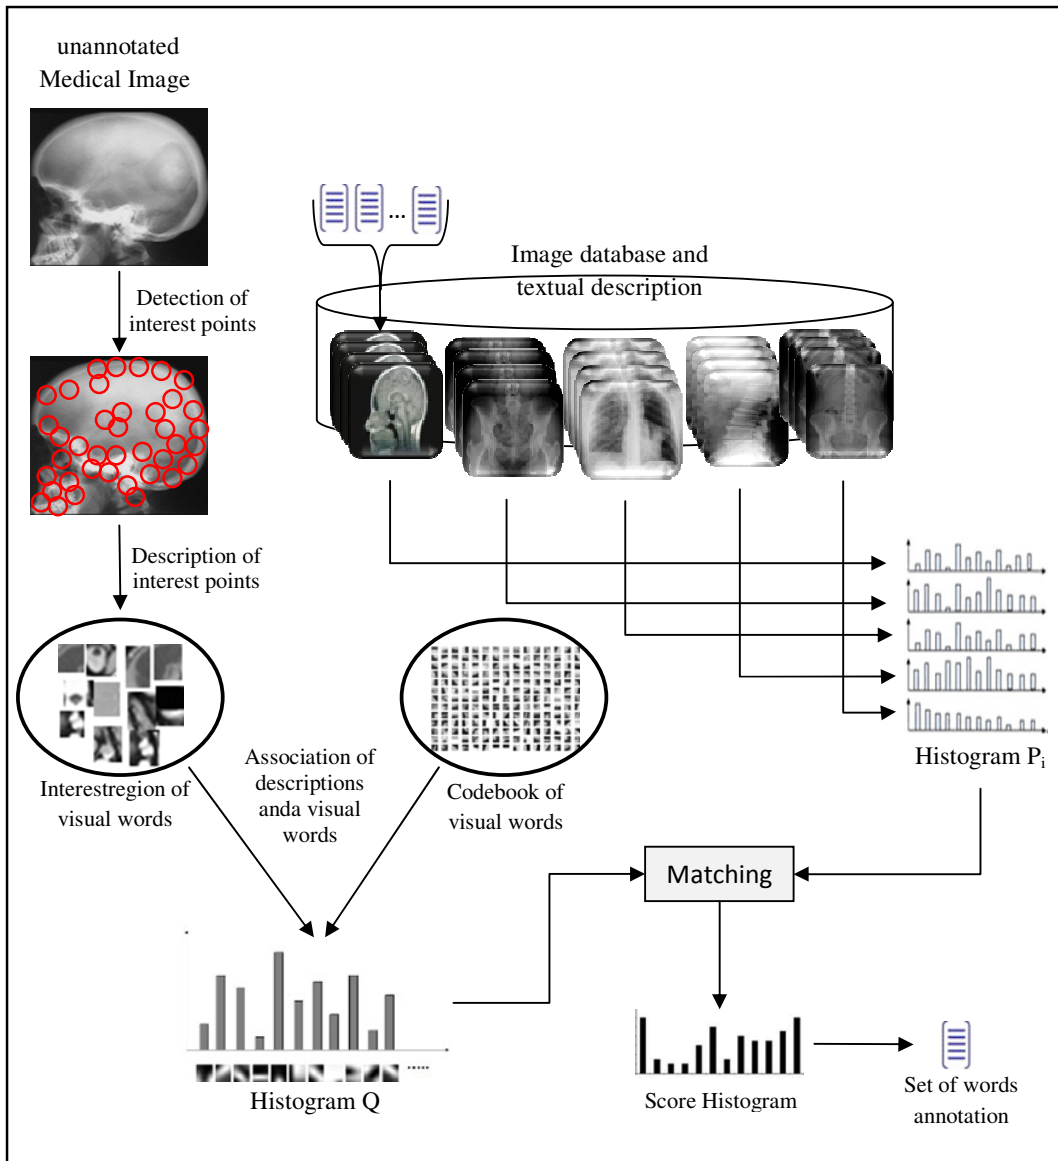 unannotated
Medical Image
...
Image database and
textual description
Detection of
interest points
Description of
interest points
Interestregion of
visual words
Association of
descriptions
anda visual
words
Codebook of
visual words
Histogram Pi
Matching
Histogram Q
.....
Score Histogram
Set of words
annotation